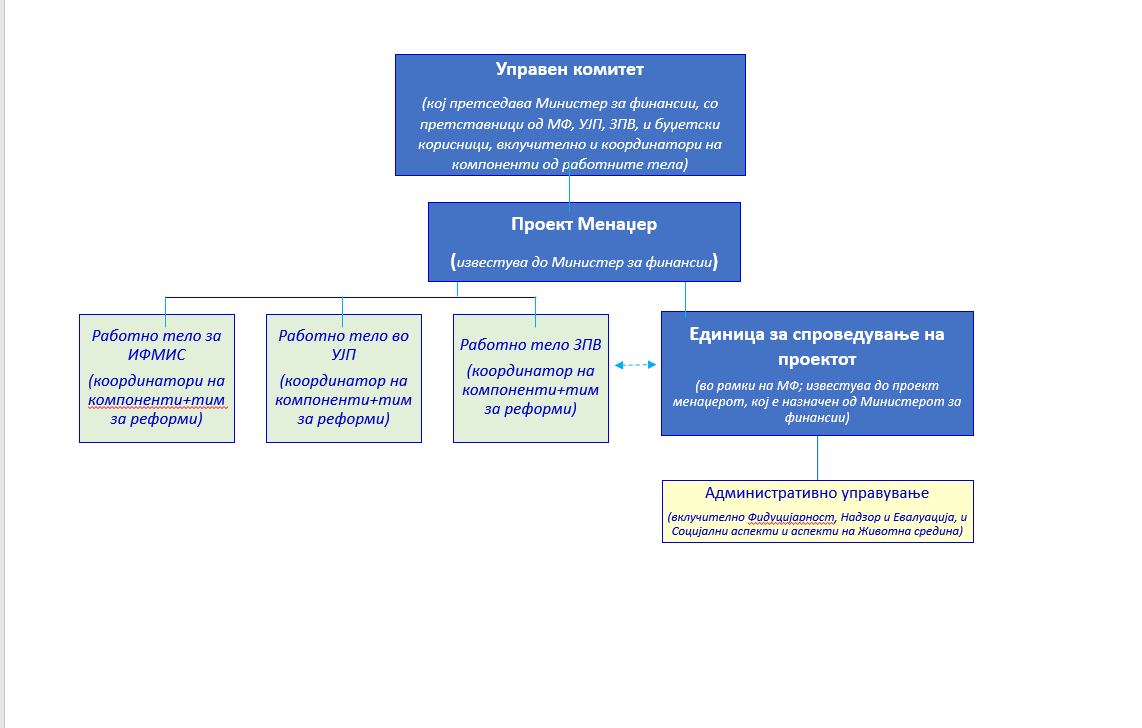 Управен комитет
(кој претседава Министер за финансии, со
претставници од МФ, УЈП, ЗПВ, и буџетски
корисници, вклучително и координатори на
компоненти од работните тела)
Проект Менаџер
(известува до Министер за финансии)
Работно тело за
ИФМИС
(координатори на
компоненти+тим
за реформи)
Работно тело во
УЈП
(координатор на
компоненти+тим
за реформи)
Работно тело ЗПВ
(координатор на
компоненти+тим
за реформи)
Единица за спроведување на
проектот
(во рамки на МФ; известува до проект
менаџерот, кој е назначен од Министерот за
финансии)
Административно управување
(вклучително Фидуцијарност, Надзор и Евалуација, и
Социјални аспекти и аспекти на Животна средина)